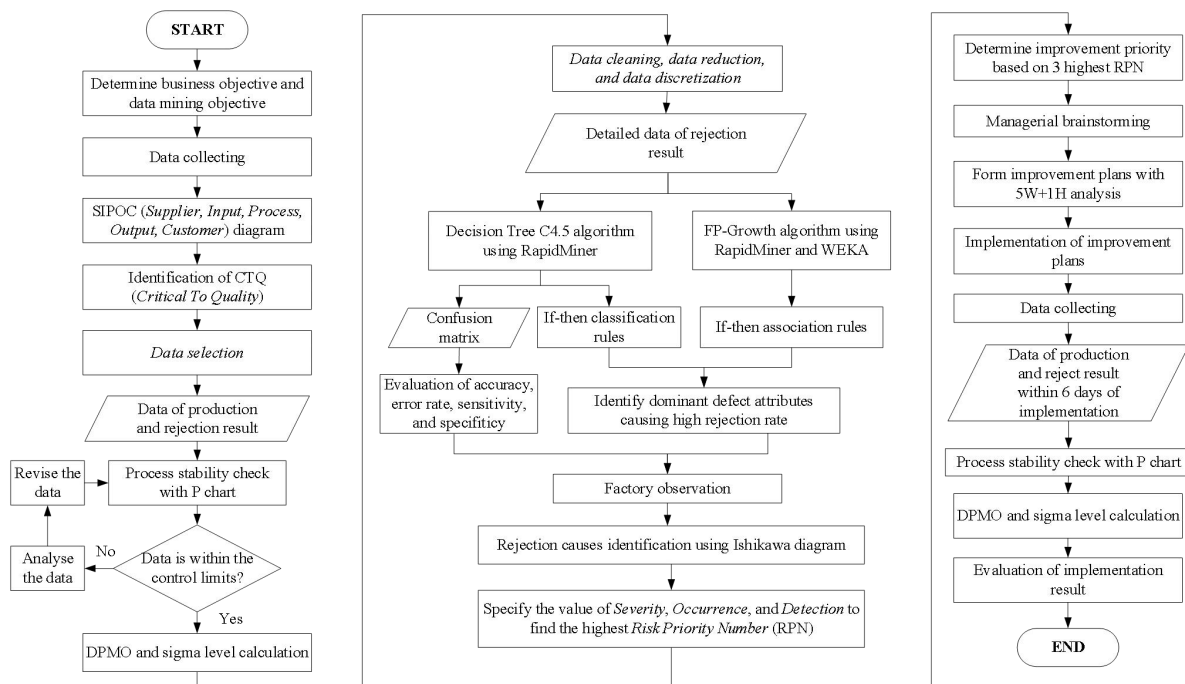 START
Determine business objective and
data mining objective
Data collecting
SIPOC (Supplier, Input, Process,
Output, Customer) diagram
Identification of CTQ
(Critical To Quality)
Data selection
Data of production
and rejection result
Revise the
data
Process stability check
with P chart
Analyse
the data
No
Data is within the
control limits?
Yes
DPMO and sigma level calculation
Data cleaning, data reduction,
and data discretization
Detailed data of rejection
result
Decision Tree C4.5 algorithm
using RapidMiner
FP-Growth algorithm using
RapidMiner and WEKA
Confusion
matrix
If-then classification
rules
If-then association rules
Evaluation of accuracy,
error rate, sensitivity,
and specifiticy
Identify dominant defect attributes
causing high rejection rate
Factory observation
Rejection causes identification using Ishikawa diagram
Specify the value of Severity, Occurrence, and Detection to
find the highest Risk Priority Number (RPN)
Determine improvement priority
based on 3 highest RPN
Managerial brainstorming
Form improvement plans with
5W+1H analysis
Implementation of improvement
plans
Data collecting
Data of production
and reject result
within 6 days of
implementation
Process stability check with P chart
DPMO and sigma level calculation
Evaluation of implementation
result
END